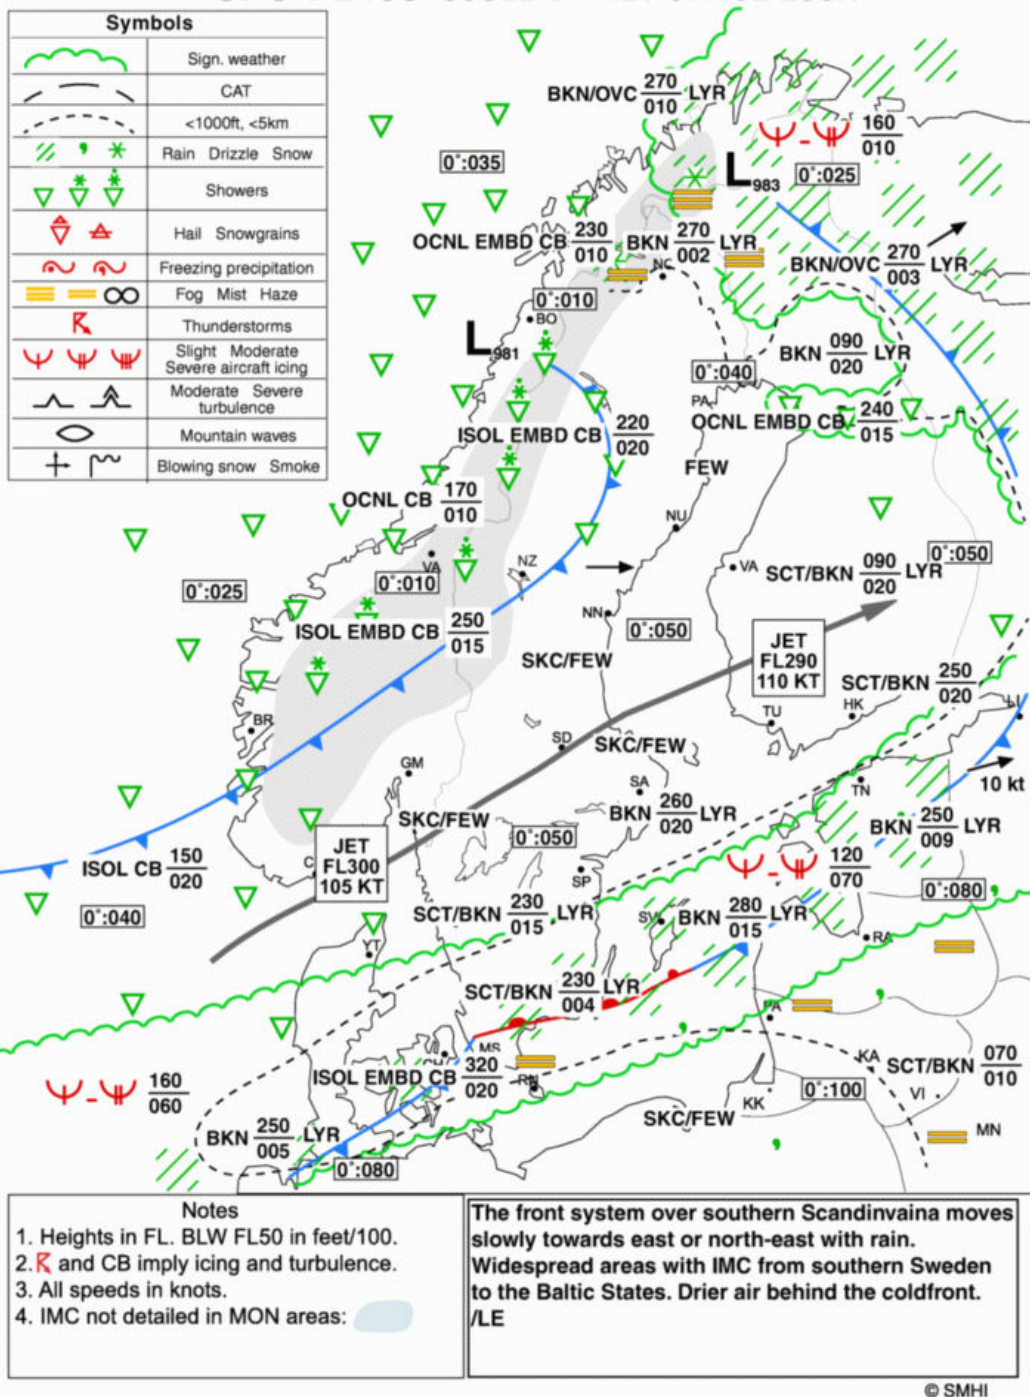 Symbols
Sign. weather
CAT
<1000ft, <5km
Rain Drizzle Snow
Showers
Hail Snowgrains
Freezing precipitation
Fog Mist Haze
Thunderstorms
Slight Moderate
Severe aircraft icing
Moderate Severe
turbulence
Mountain waves
Blowing snow Smoke
BKN/OVC 270 LYR
010
160
010
0°:035
L 983
0°:025
OCNL EMBD CB 230
010
BKN 270 LYR
002
NC
BKN/OVC 270 LYR
003
0°:010
BO
L 981
BKN 090 LYR
020
0°:040
PA
OCNL EMBD CB 240
015
ISOL EMBD CB 220
020
FEW
OCNL CB 170
010
NU
VA
NZ
VA
0°:050
SCT/BKN 090 LYR
020
0°:025
0°:010
NN
ISOL EMBD CB 250
015
0°:050
JET
FL290
110 KT
SKC/FEW
SCT/BKN 250
020
BR
TU
HK
SD
SKC/FEW
GM
10 kt
SA
TN
BKN 260 LYR
020
SKC/FEW
0°:050
BKN 250 LYR
009
JET
FL300
105 KT
ISOL CB 150
020
120
070
SP
0°:080
0°:040
SCT/BKN 230 LYR
015
SV
BKN 280 LYR
015
RA
YT
SCT/BKN 230 LYR
004
PA
MS
KA
SCT/BKN 070
010
ISOL EMBD CB 320
020
160
060
RN
0°:100
VI
KK
SKC/FEW
BKN 250 LYR
005
MN
0°:080
Notes
1. Heights in FL. BLW FL50 in feet/100.
2. and CB imply icing and turbulence.
3. All speeds in knots.
4. IMC not detailed in MON areas:
The front system over southern Scandinvaina moves
slowly towards east or north-east with rain.
Widespread areas with IMC from southern Sweden
to the Baltic States. Drier air behind the coldfront.
/LE
© SMHI